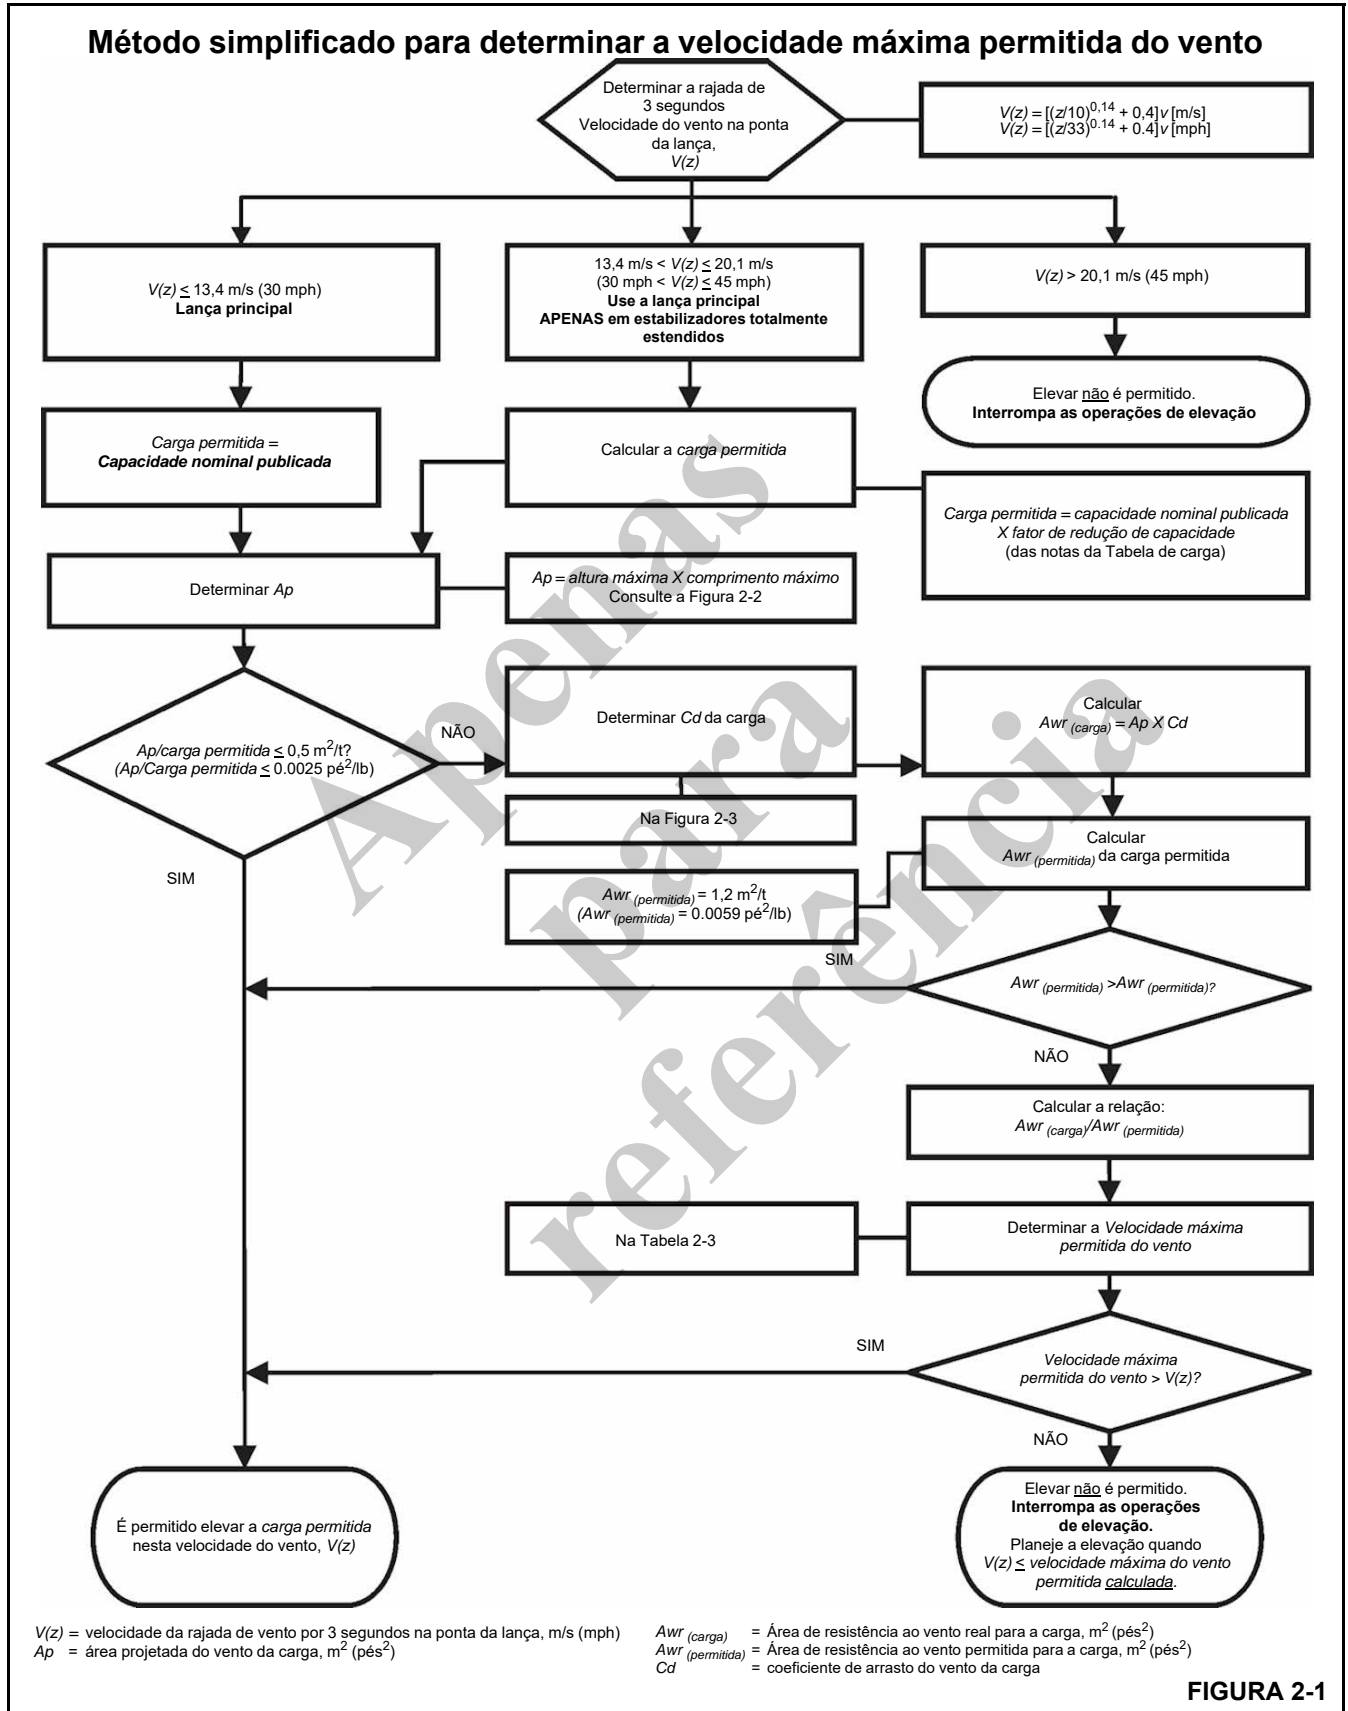 Método simplificado para determinar a velocidade máxima permitida do vento
Determinar a rajada de
3 segundos
Velocidade do vento na ponta
da lança,
V(z)
V(z) = [(z/10)^0,14 + 0,4] v [m/s]
V(z) = [(z/33)^0.14 + 0.4] v [mph]
V(z) ≤ 13,4 m/s (30 mph)
Lança principal
13,4 m/s < V(z) ≤ 20,1 m/s
(30 mph < V(z) ≤ 45 mph)
Use a lança principal
APENAS em estabilizadores totalmente
estendidos
V(z) > 20,1 m/s (45 mph)
Elevar não é permitido.
Interrompa as operações de elevação
Carga permitida =
Capacidade nominal publicada
Calcular a carga permitida
Carga permitida = capacidade nominal publicada
X fator de redução de capacidade
(das notas da Tabela de carga)
Determinar Ap
Ap = altura máxima X comprimento máximo
Consulte a Figura 2-2
Ap/carga permitida ≤ 0,5 m²/t?
(Ap/Carga permitida ≤ 0.0025 pé²/lb)
NÃO
SIM
Determinar Cd da carga
Na Figura 2-3
Calcular
Awr (carga) = Ap X Cd
Calcular
Awr (permitida) da carga permitida
Awr (permitida) = 1,2 m²/t
(Awr (permitida) = 0.0059 pé²/lb)
SIM
Awr (permitida) >Awr (permitida)?
NÃO
Calcular a relação:
Awr (carga)/Awr (permitida)
Na Tabela 2-3
Determinar a Velocidade máxima
permitida do vento
SIM
Velocidade máxima
permitida do vento > V(z)?
NÃO
É permitido elevar a carga permitida
nesta velocidade do vento, V(z)
Elevar não é permitido.
Interrompa as operações
de elevação.
Planeje a elevação quando
V(z) ≤ velocidade máxima do vento
permitida calculada.
V(z) = velocidade da rajada de vento por 3 segundos na ponta da lança, m/s (mph)
Ap = área projetada do vento da carga, m² (pés²)
Awr (carga) = Área de resistência ao vento real para a carga, m² (pés²)
Awr (permitida) = Área de resistência ao vento permitida para a carga, m² (pés²)
Cd = coeficiente de arrasto do vento da carga
FIGURA 2-1
Apenas
para
referência